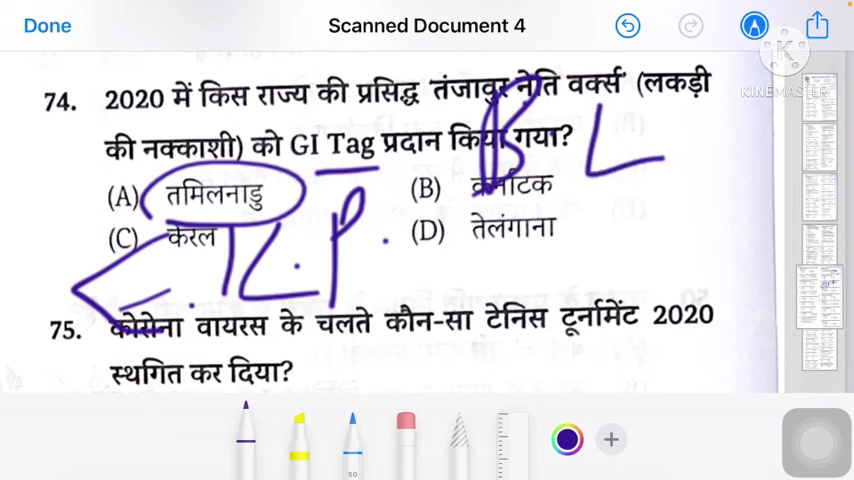 Done Scanned Document 4
KINEMASTER
74. 2020 में किस राज्य की प्रसिद्ध तंजावुर नेति वर्क्स' (लकड़ी
की नक्काशी) को GI Tag प्रदान किया गया?
B L
(A) तमिलनाडु (B) कर्नाटक
(C) केरल (D) तेलंगाना
75. कोरोना वायरस के चलते कौन-सा टेनिस टूर्नामेंट 2020
स्थगित कर दिया?
50